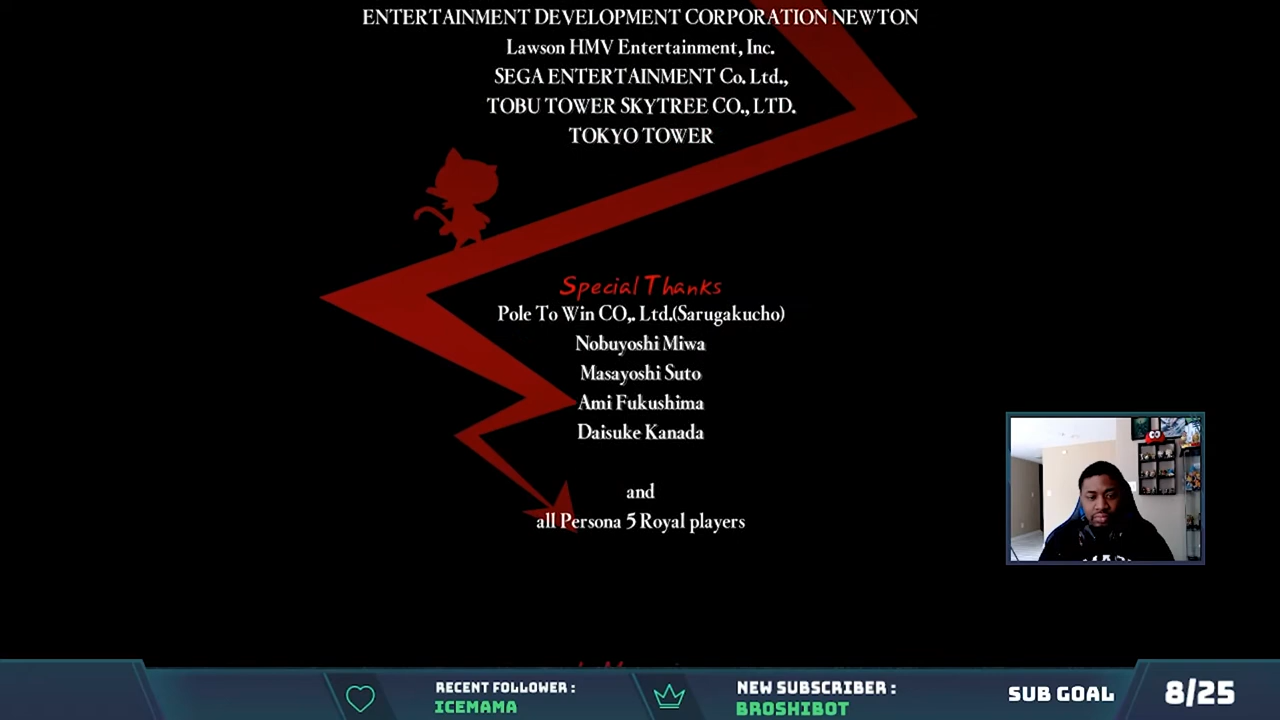 ENTERTAINMENT DEVELOPMENT CORPORATION NEWTON
Lawson HMV Entertainment, Inc.
SEGA ENTERTAINMENT Co. Ltd.,
TOBU TOWER SKYTREE CO., LTD.
TOKYO TOWER
Special Thanks
Pole To Win CO,. Ltd.(Sarugakucho)
Nobuyoshi Miwa
Masayoshi Suto
Ami Fukushima
Daisuke Kanada
and
all Persona 5 Royal players
RECENT FOLLOWER :
ICEMAMA
NEW SUBSCRIBER :
BROSHIBOT
SUB GOAL
8/25